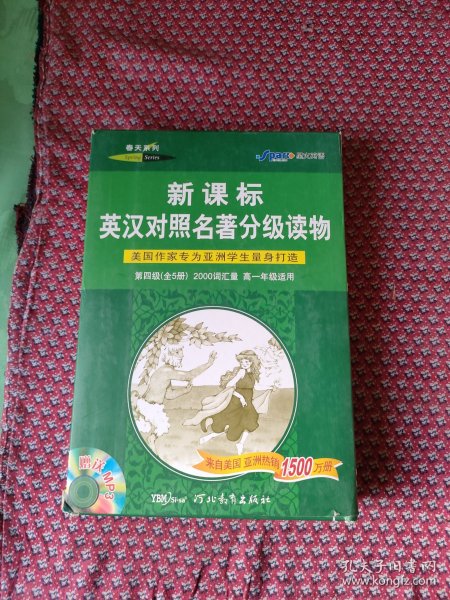 春天系列
Spring Series
Spark 星火英语
新课标
英汉对照名著分级读物
美国作家专为亚洲学生量身打造
第四级(全5册) 2000词汇量 高一年级适用
来自美国 亚洲热销1500万册
赠送MP3
YBM Si-sa 河北教育出版社
孔夫子旧书网
www.kongfz.com